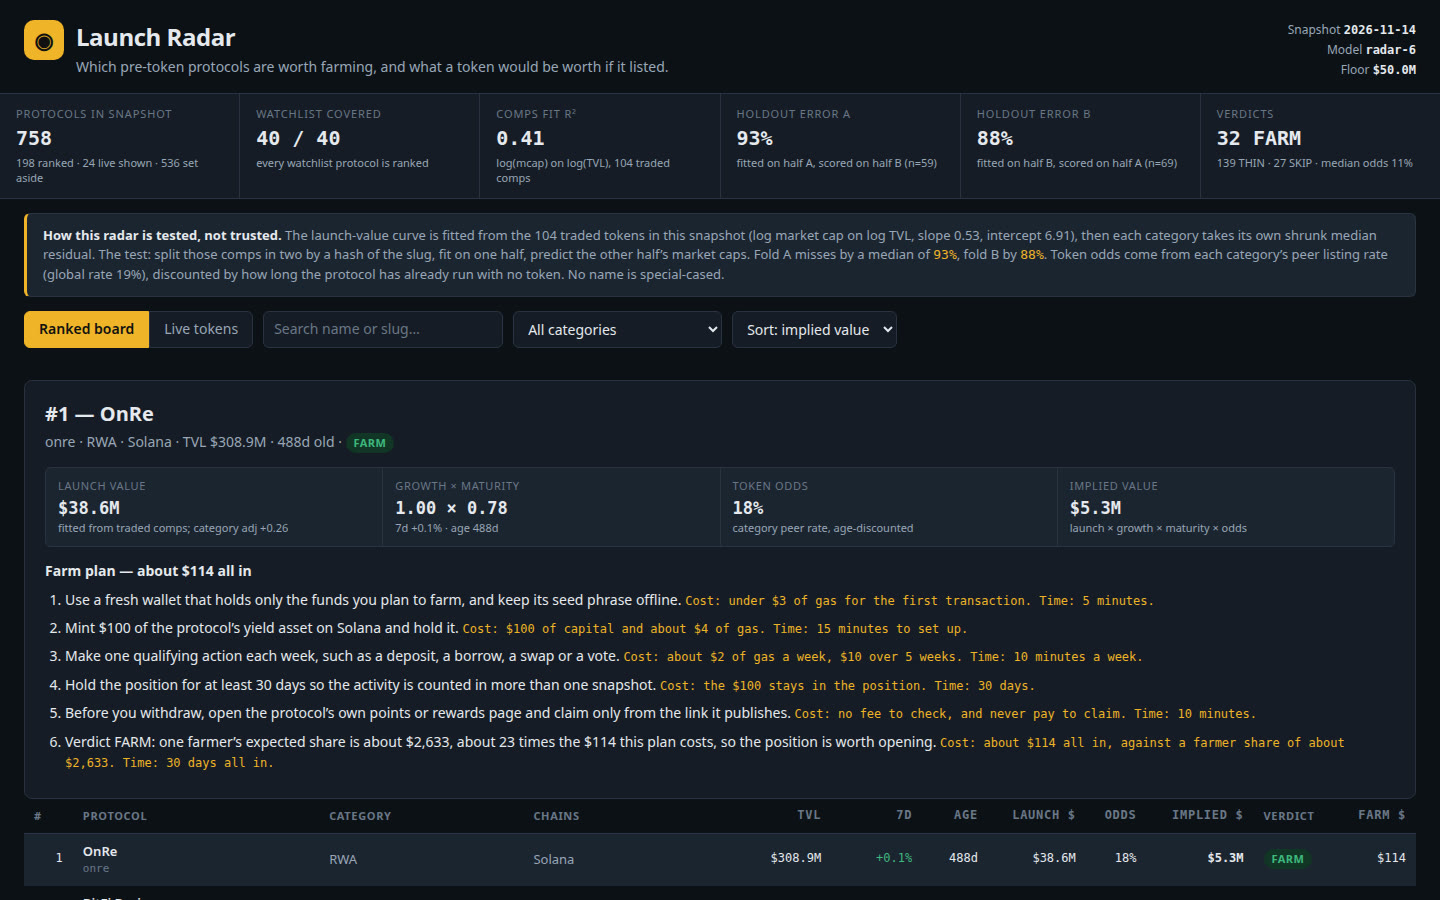 Launch Radar
Which pre-token protocols are worth farming, and what a token would be worth if it listed.
Snapshot 2026-11-14
Model radar-6
Floor $50.0M
PROTOCOLS IN SNAPSHOT
758
198 ranked · 24 live shown · 536 set
aside
WATCHLIST COVERED
40 / 40
every watchlist protocol is ranked
COMPS FIT R²
0.41
log(mcap) on log(TVL), 104 traded
comps
HOLDOUT ERROR A
93%
fitted on half A, scored on half B (n=59)
HOLDOUT ERROR B
88%
fitted on half B, scored on half A (n=69)
VERDICTS
32 FARM
139 THIN · 27 SKIP · median odds 11%
How this radar is tested, not trusted. The launch-value curve is fitted from the 104 traded tokens in this snapshot (log market cap on log TVL, slope 0.53, intercept 6.91), then each category takes its own shrunk median
residual. The test: split those comps in two by a hash of the slug, fit on one half, predict the other half's market caps. Fold A misses by a median of 93%, fold B by 88%. Token odds come from each category's peer listing rate
(global rate 19%), discounted by how long the protocol has already run with no token. No name is special-cased.
Ranked board
Live tokens
Search name or slug...
All categories
Sort: implied value
#1 — OnRe
onre · RWA · Solana · TVL $308.9M · 488d old · FARM
LAUNCH VALUE
$38.6M
fitted from traded comps; category adj +0.26
GROWTH × MATURITY
1.00 × 0.78
7d +0.1% · age 488d
TOKEN ODDS
18%
category peer rate, age-discounted
IMPLIED VALUE
$5.3M
launch × growth × maturity × odds
Farm plan — about $114 all in
1. Use a fresh wallet that holds only the funds you plan to farm, and keep its seed phrase offline. Cost: under $3 of gas for the first transaction. Time: 5 minutes.
2. Mint $100 of the protocol's yield asset on Solana and hold it. Cost: $100 of capital and about $4 of gas. Time: 15 minutes to set up.
3. Make one qualifying action each week, such as a deposit, a borrow, a swap or a vote. Cost: about $2 of gas a week, $10 over 5 weeks. Time: 10 minutes a week.
4. Hold the position for at least 30 days so the activity is counted in more than one snapshot. Cost: the $100 stays in the position. Time: 30 days.
5. Before you withdraw, open the protocol's own points or rewards page and claim only from the link it publishes. Cost: no fee to check, and never pay to claim. Time: 10 minutes.
6. Verdict FARM: one farmer's expected share is about $2,633, about 23 times the $114 this plan costs, so the position is worth opening. Cost: about $114 all in, against a farmer share of about
$2,633. Time: 30 days all in.
# PROTOCOL CATEGORY CHAINS TVL 7D AGE LAUNCH $ ODDS IMPLIED $ VERDICT FARM $
1 OnRe RWA Solana $308.9M +0.1% 488d $38.6M 18% $5.3M FARM $114
onre